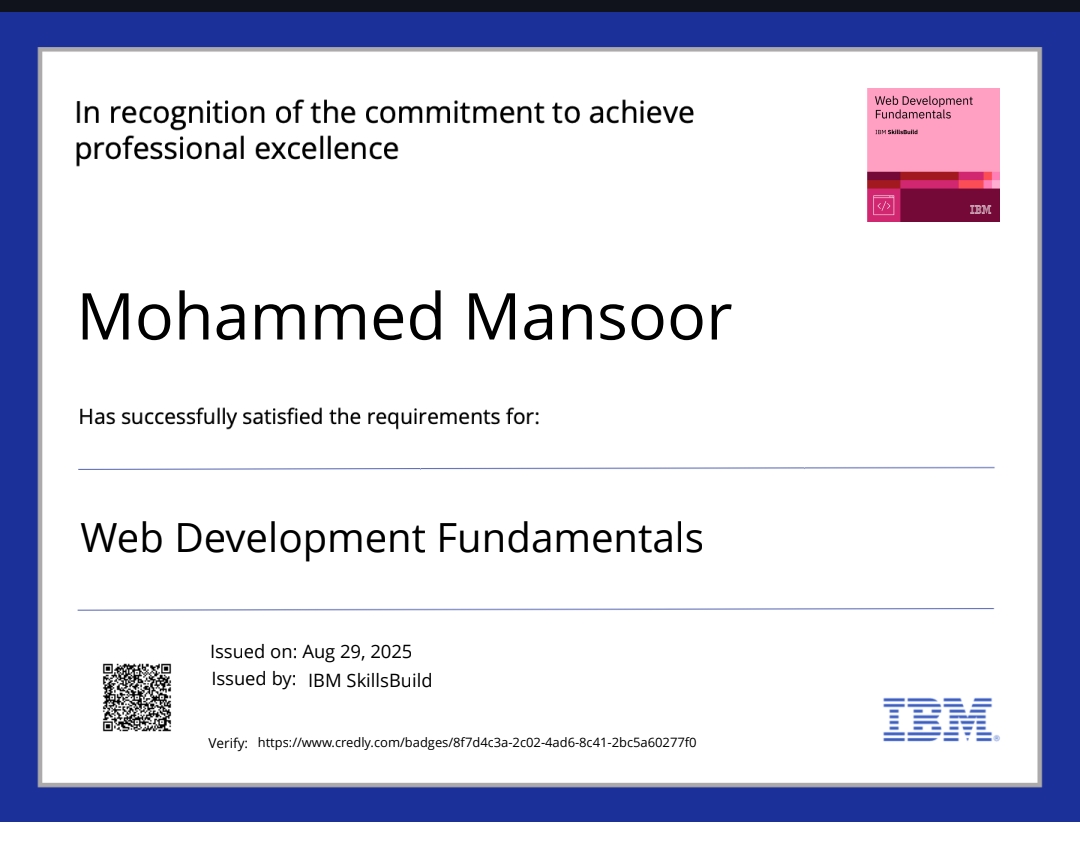 In recognition of the commitment to achieve
professional excellence
Web Development
Fundamentals
IBM SkillsBuild
</>
IBM
Mohammed Mansoor
Has successfully satisfied the requirements for:
Web Development Fundamentals
Issued on: Aug 29, 2025
Issued by: IBM SkillsBuild
Verify: https://www.credly.com/badges/8f7d4c3a-2c02-4ad6-8c41-2bc5a60277f0
IBM®